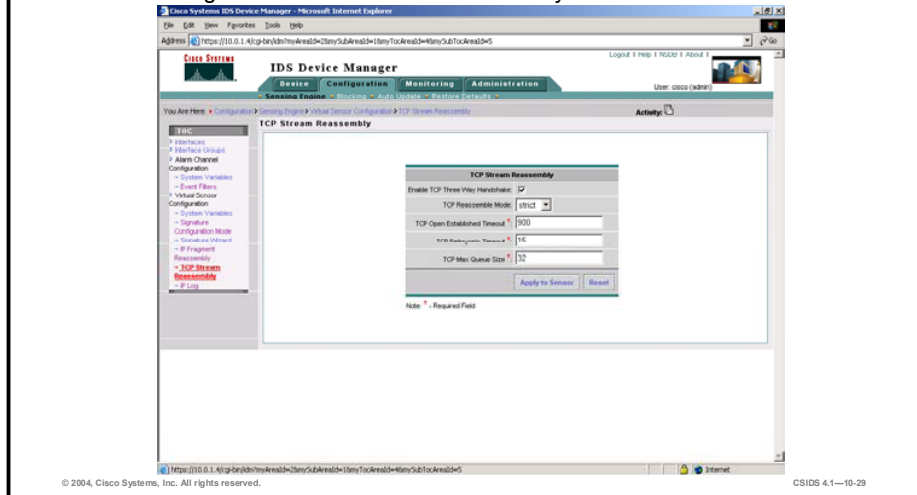 Cisco Systems IDS Device Manager - Microsoft Internet Explorer
File Edit View Favorites Tools Help
Address https://10.0.1.4/cgi-bin/idm?myAreaId=2&mySubAreaId=1&myTocAreaId=4&mySubTocAreaId=5 Go
Cisco Systems
IDS Device Manager
Logout | Help | NSDB | About |
Device Configuration Monitoring Administration
User: cisco (admin)
Sensing Engine Blocking Auto Update Restore Defaults
You Are Here: Configuration > Sensing Engine > Virtual Sensor Configuration > TCP Stream Reassembly
Activity:
TCP Stream Reassembly
TOC
Interfaces
Interface Groups
Alarm Channel
Configuration
System Variables
Event Filters
Virtual Sensor
Configuration
System Variables
Signature
Configuration Mode
Signature Wizard
IP Fragment
Reassembly
TCP Stream
Reassembly
IP Log
TCP Stream Reassembly
Enable TCP Three Way Handshake:
TCP Reassemble Mode: strict
TCP Open Established Timeout *: 900
TCP Embryonic Timeout *: 15
TCP Max Queue Size *: 32
Apply to Sensor Reset
Note: * - Required Field
https://10.0.1.4/cgi-bin/idm?myAreaId=2&mySubAreaId=1&myTocAreaId=4&mySubTocAreaId=5 Internet
© 2004, Cisco Systems, Inc. All rights reserved. CSIDS 4.1—10-29